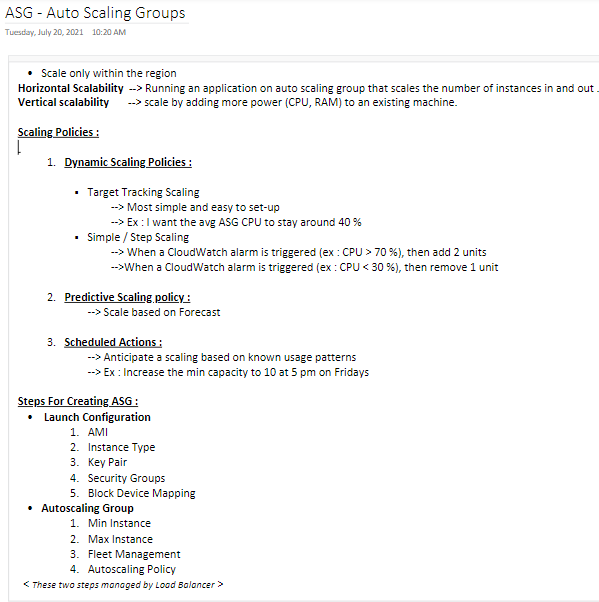 ASG - Auto Scaling Groups
Tuesday, July 20, 2021 10:20 AM
• Scale only within the region
Horizontal Scalability --> Running an application on auto scaling group that scales the number of instances in and out .
Vertical scalability --> scale by adding more power (CPU, RAM) to an existing machine.
Scaling Policies :
1. Dynamic Scaling Policies :
▪ Target Tracking Scaling
--> Most simple and easy to set-up
--> Ex : I want the avg ASG CPU to stay around 40 %
▪ Simple / Step Scaling
--> When a CloudWatch alarm is triggered (ex : CPU > 70 %), then add 2 units
-->When a CloudWatch alarm is triggered (ex : CPU < 30 %), then remove 1 unit
2. Predictive Scaling policy :
--> Scale based on Forecast
3. Scheduled Actions :
--> Anticipate a scaling based on known usage patterns
--> Ex : Increase the min capacity to 10 at 5 pm on Fridays
Steps For Creating ASG :
• Launch Configuration
1. AMI
2. Instance Type
3. Key Pair
4. Security Groups
5. Block Device Mapping
• Autoscaling Group
1. Min Instance
2. Max Instance
3. Fleet Management
4. Autoscaling Policy
< These two steps managed by Load Balancer >